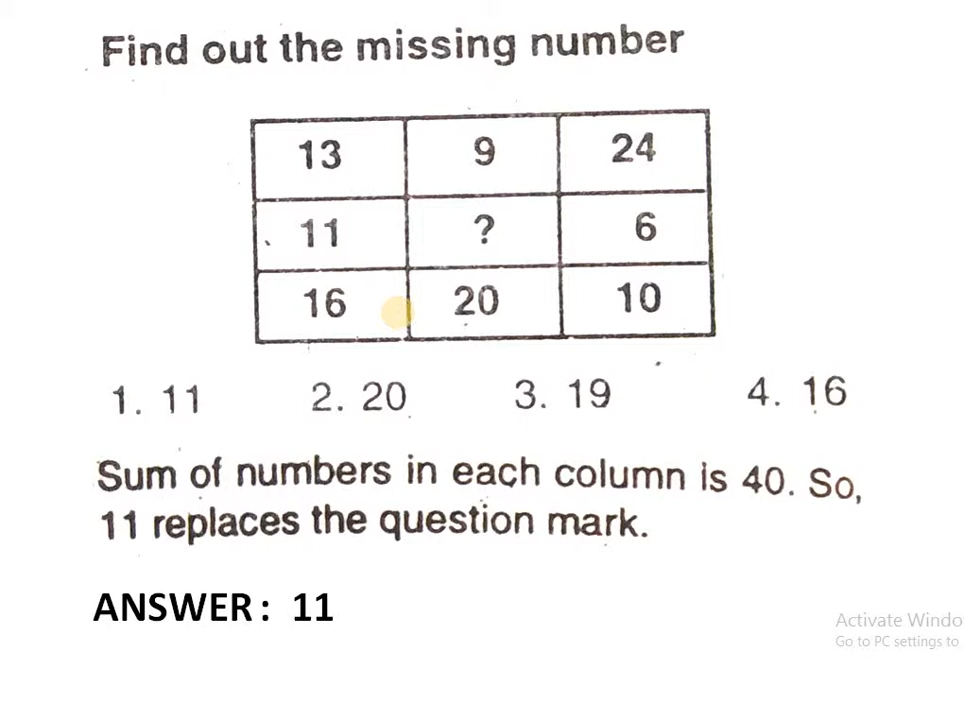 Find out the missing number
13 9 24
11 ? 6
16 20 10
1. 11 2. 20 3. 19 4. 16
Sum of numbers in each column is 40. So,
11 replaces the question mark.
ANSWER : 11
Activate Windo
Go to PC settings to